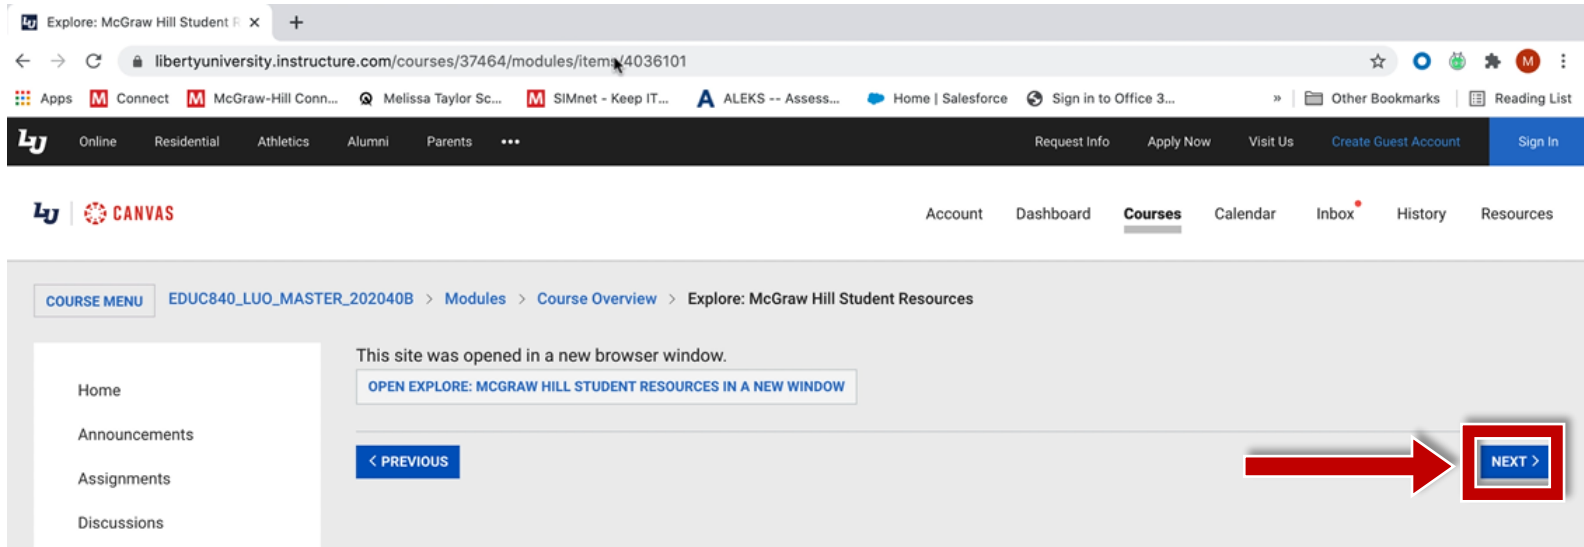 LU Explore: McGraw Hill Student R × +
libertyuniversity.instructure.com/courses/37464/modules/items/4036101 M
Apps M Connect M McGraw-Hill Conn... Melissa Taylor Sc... M SIMnet - Keep IT... A ALEKS -- Assess... Home | Salesforce Sign in to Office 3... » Other Bookmarks Reading List
LU Online Residential Athletics Alumni Parents ••• Request Info Apply Now Visit Us Create Guest Account Sign In
LU CANVAS Account Dashboard Courses Calendar Inbox History Resources
COURSE MENU EDUC840_LUO_MASTER_202040B > Modules > Course Overview > Explore: McGraw Hill Student Resources
This site was opened in a new browser window.
OPEN EXPLORE: MCGRAW HILL STUDENT RESOURCES IN A NEW WINDOW
Home
Announcements
< PREVIOUS NEXT >
Assignments
Discussions